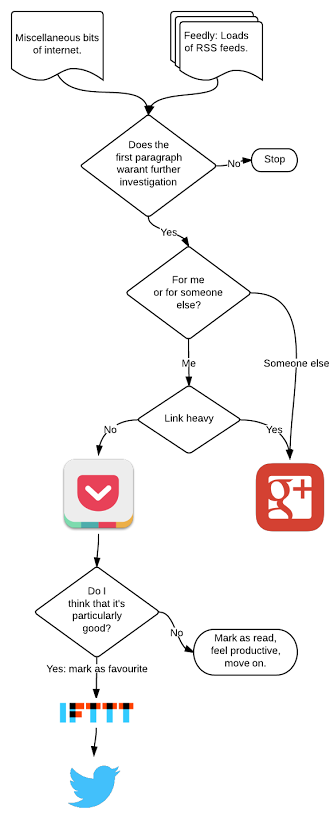 Miscellaneous bits
of internet.
Feedly: Loads
of RSS feeds.
Does the
first paragraph
warant further
investigation
No
Stop
Yes
For me
or for someone
else?
Me
Someone else
Link heavy
No
Yes
g+
Do I
think that it's
particularly
good?
No
Mark as read,
feel productive,
move on.
Yes: mark as favourite
IFTTT